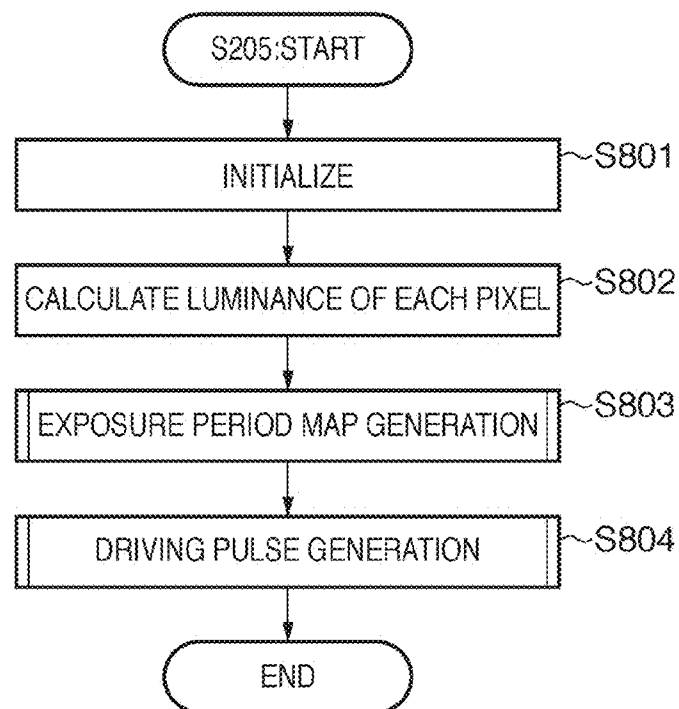 S205:START
INITIALIZE
S801
CALCULATE LUMINANCE OF EACH PIXEL
S802
EXPOSURE PERIOD MAP GENERATION
S803
DRIVING PULSE GENERATION
S804
END